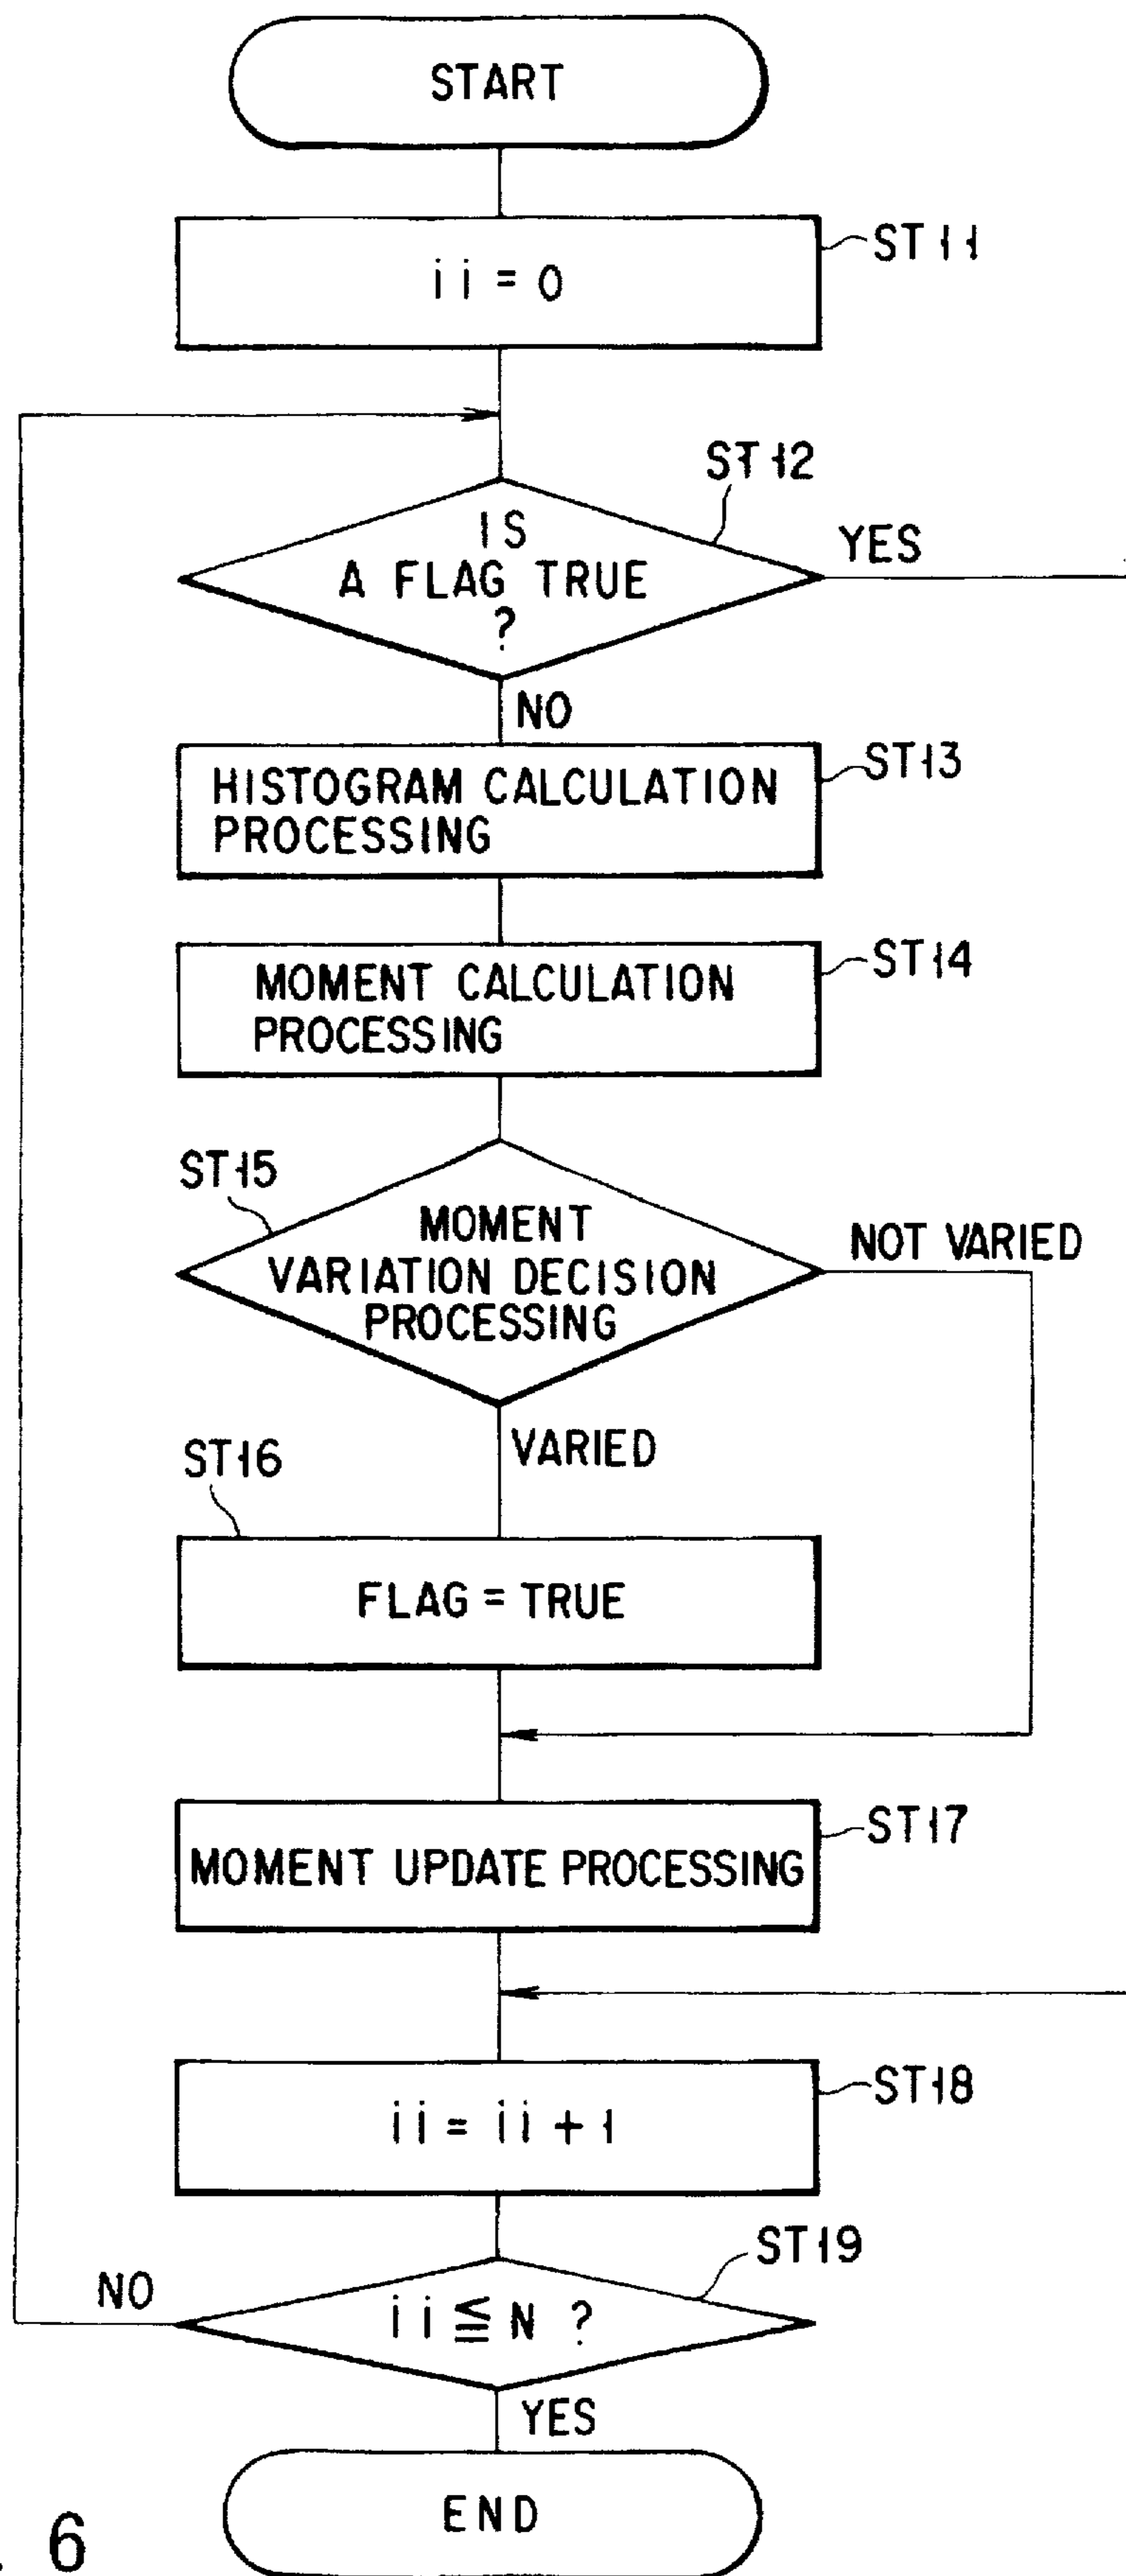 START
ii = 0
ST11
ST12
IS
A FLAG TRUE
?
YES
NO
HISTOGRAM CALCULATION
PROCESSING
ST13
MOMENT CALCULATION
PROCESSING
ST14
ST15
MOMENT
VARIATION DECISION
PROCESSING
NOT VARIED
VARIED
ST16
FLAG = TRUE
ST17
MOMENT UPDATE PROCESSING
ST18
ii = ii + 1
ST19
NO
ii ≦ N ?
YES
END
. 6